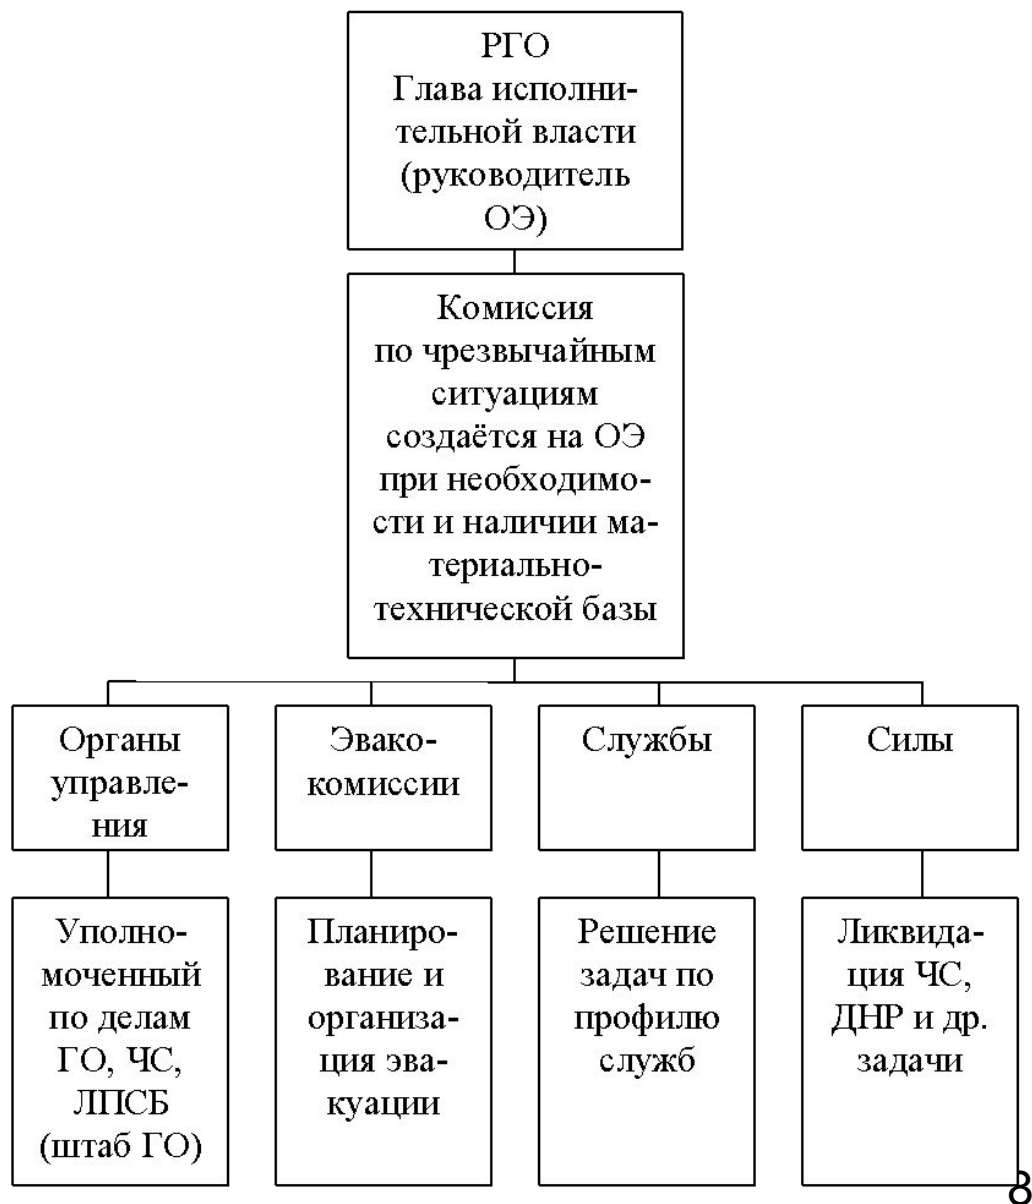 РГО
Глава исполни-
тельной власти
(руководитель
ОЭ)
Комиссия
по чрезвычайным
ситуациям
создаётся на ОЭ
при необходимо-
сти и наличии ма-
териально-
технической базы
Органы
управле-
ния
Эвако-
комиссии
Службы
Силы
Уполно-
моченный
по делам
ГО, ЧС,
ЛПСБ
(штаб ГО)
Планиро-
вание и
организа-
ция эва-
куации
Решение
задач по
профилю
служб
Ликвида-
ция ЧС,
ДНР и др.
задачи
8